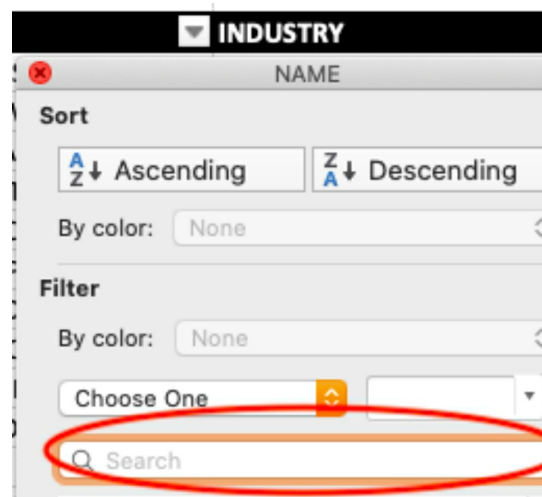 INDUSTRY
NAME
Sort
A Z Ascending
Z A Descending
By color: None
Filter
By color: None
Choose One
Search